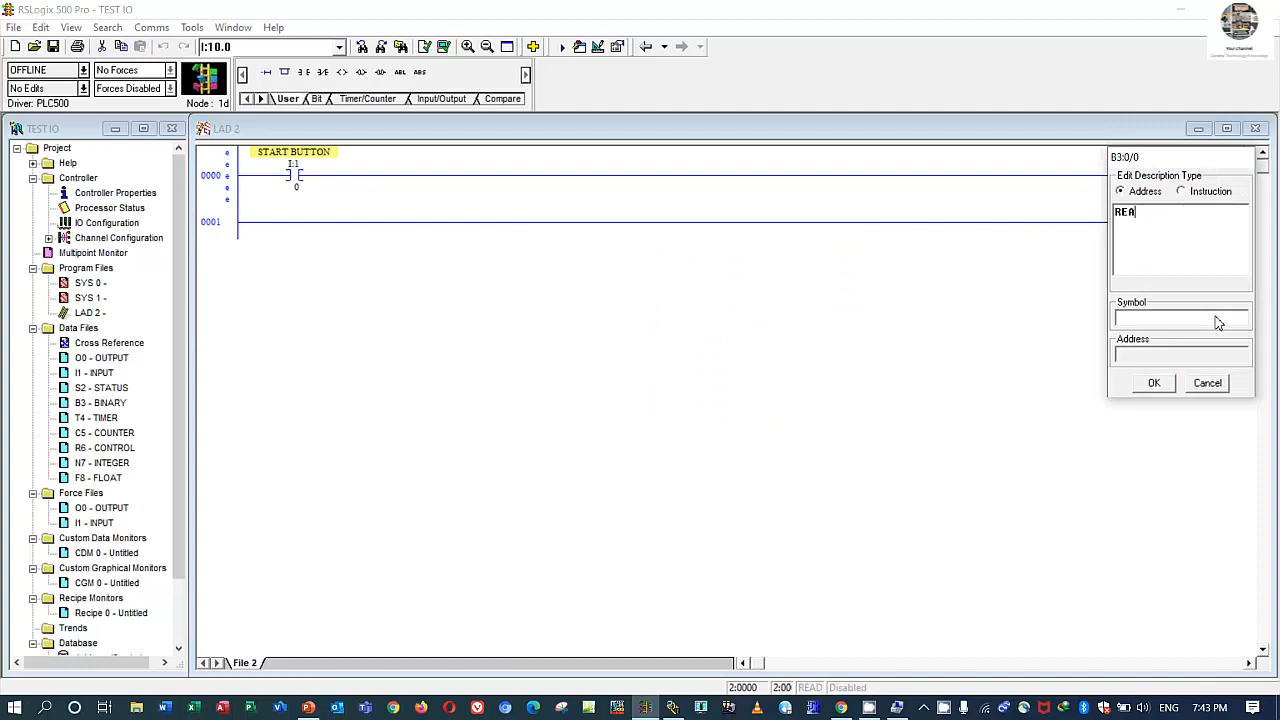 RSLogix 500 Pro - TEST IO
File Edit View Search Comms Tools Window Help
I:10.0
OFFLINE No Forces
No Edits Forces Disabled
Driver: PLC500 Node : 1d
ABL ABS
User Bit Timer/Counter Input/Output Compare
Your channel
TEST IO
Project
Help
Controller
Controller Properties
Processor Status
IO Configuration
Channel Configuration
Multipoint Monitor
Program Files
SYS 0 -
SYS 1 -
LAD 2 -
Data Files
Cross Reference
O0 - OUTPUT
I1 - INPUT
S2 - STATUS
B3 - BINARY
T4 - TIMER
C5 - COUNTER
R6 - CONTROL
N7 - INTEGER
F8 - FLOAT
Force Files
O0 - OUTPUT
I1 - INPUT
Custom Data Monitors
CDM 0 - Untitled
Custom Graphical Monitors
CGM 0 - Untitled
Recipe Monitors
Recipe 0 - Untitled
Trends
Database
LAD 2
START BUTTON
e
e I:1
0000 e
e 0
e
0001
B3:0/0
Edit Description Type
Address Instruction
REA
Symbol
Address
OK Cancel
File 2
2:0000 2:00 READ Disabled
7:43 PM
ENG